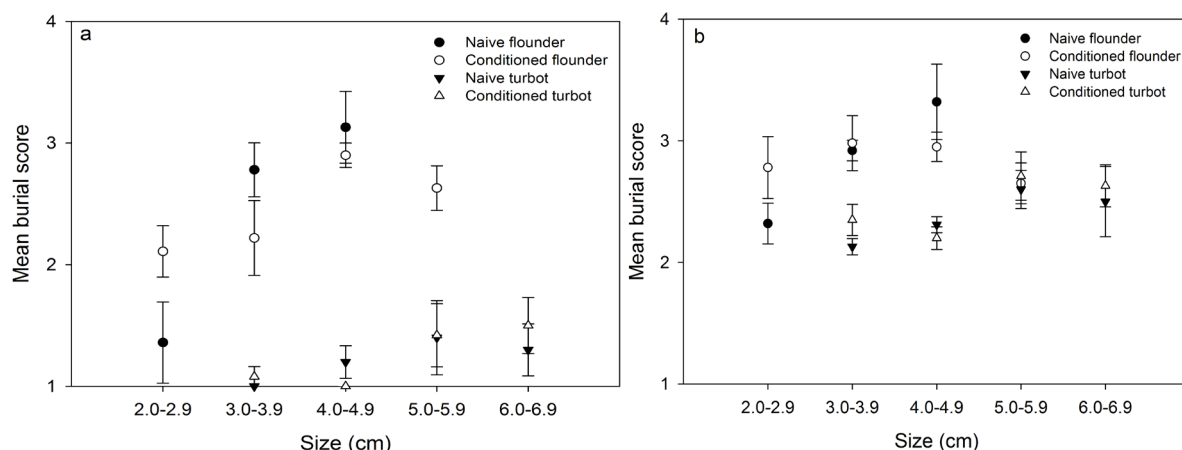 a
Naive flounder
Conditioned flounder
Naive turbot
Conditioned turbot
Mean burial score
4
3
2
1
2.0-2.9 3.0-3.9 4.0-4.9 5.0-5.9 6.0-6.9
Size (cm)
b
Naive flounder
Conditioned flounder
Naive turbot
Conditioned turbot
Mean burial score
4
3
2
1
2.0-2.9 3.0-3.9 4.0-4.9 5.0-5.9 6.0-6.9
Size (cm)